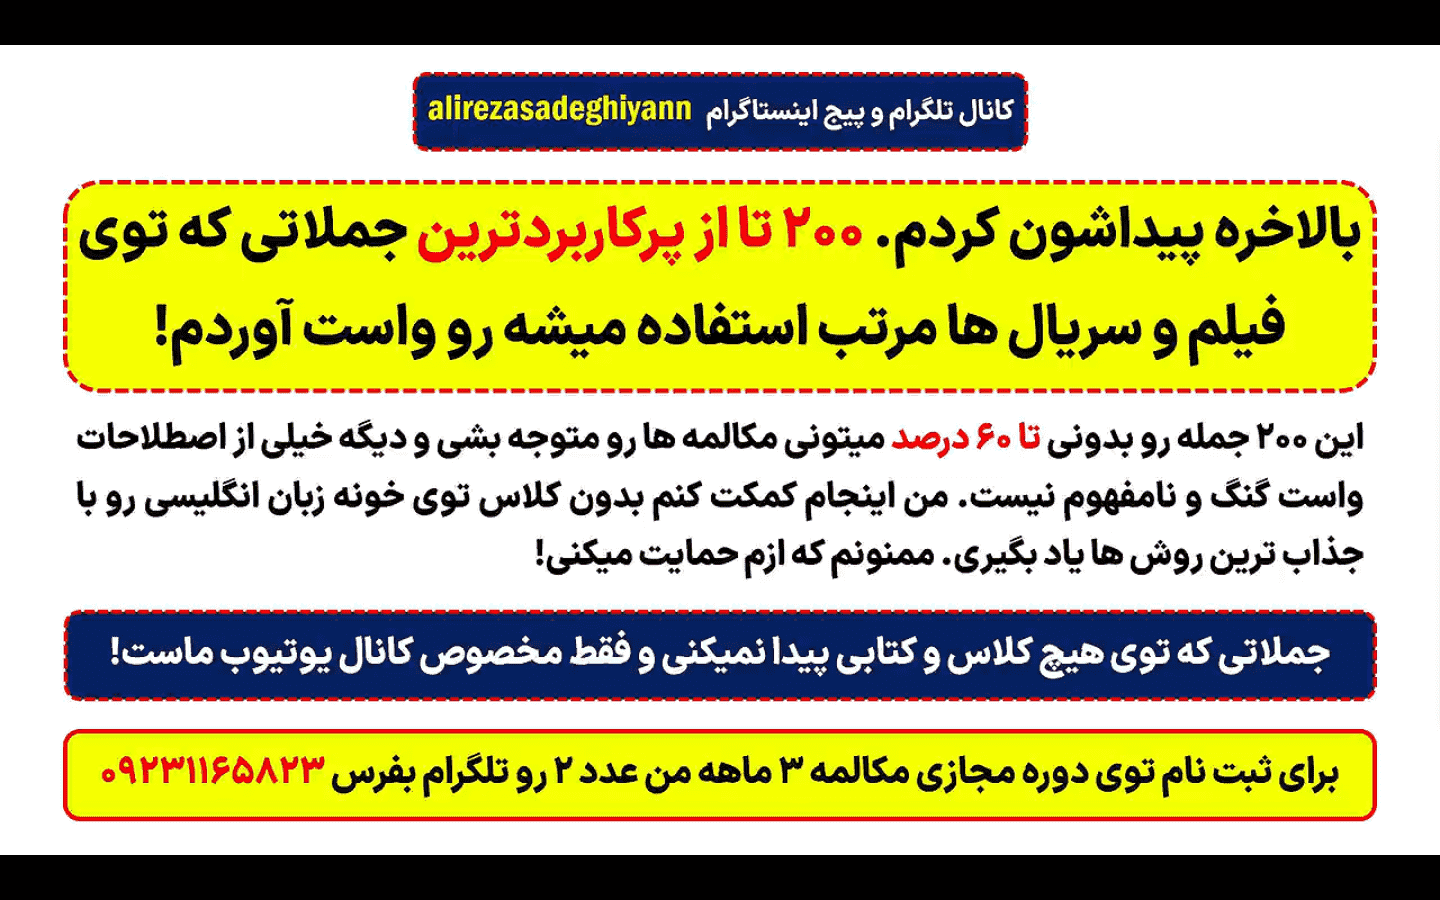 کانال تلگرام و پیج اینستاگرام alirezasadeghiyann
بالاخره پیداشون کردم. ۲۰۰ تا از پرکاربردترین جملاتی که توی
فیلم و سریال ها مرتب استفاده میشه رو واست آوردم!
این ۲۰۰ جمله رو بدونی تا ۶۰ درصد میتونی مکالمه ها رو متوجه بشی و دیگه خیلی از اصطلاحات
واست گنگ و نامفهوم نیست. من اینجام کمکت کنم بدون کلاس توی خونه زبان انگلیسی رو با
جذاب ترین روش ها یاد بگیری. ممنونم که ازم حمایت میکنی!
جملاتی که توی هیچ کلاس و کتابی پیدا نمیکنی و فقط مخصوص کانال یوتیوب ماست!
برای ثبت نام توی دوره مجازی مکالمه ۳ ماهه من عدد ۲ رو تلگرام بفرس ۰۹۲۳۱۱۶۵۸۲۳